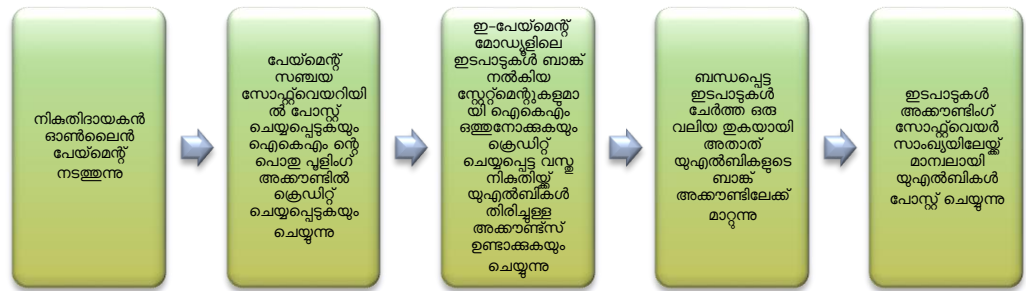 നികുതിദായകൻ
ഓൺലൈൻ
പേയ്മെന്റ്
നടത്തുന്നു
പേയ്മെന്റ്
സഞ്ചയ
സോഫ്റ്റ്‌വെയറിയി
ൽ പോസ്റ്റ്
ചെയ്യപ്പെടുകയും
ഐകെഎം ന്റെ
പൊതു പൂളിംഗ്
അക്കൗണ്ടിൽ
ക്രെഡിറ്റ്
ചെയ്യപ്പെടുകയും
ചെയ്യുന്നു
ഇ-പേയ്മെന്റ്
മോഡ്യൂളിലെ
ഇടപാടുകൾ ബാങ്ക്
നൽകിയ
സ്റ്റേറ്റ്മെന്റുകളുമാ
യി ഐകെഎം
ഒത്തുനോക്കുകയും
ക്രെഡിറ്റ്
ചെയ്യപ്പെട്ട വസ്തു
നികുതിയ്ക്ക്
യുഎൽബികൾ
തിരിച്ചുള്ള
അക്കൗണ്ട്സ്
ഉണ്ടാക്കുകയും
ചെയ്യുന്നു
ബന്ധപ്പെട്ട
ഇടപാടുകൾ
ചേർത്ത ഒരു
വലിയ തുകയായി
അതാത്
യുഎൽബികളുടെ
ബാങ്ക്
അക്കൗണ്ടിലേക്ക്
മാറ്റുന്നു
ഇടപാടുകൾ
അക്കൗണ്ടിംഗ്
സോഫ്റ്റ്‌വെയർ
സാംഖ്യയിലേയ്ക്ക്
മാന്വലായി
യുഎൽബികൾ
പോസ്റ്റ് ചെയ്യുന്നു